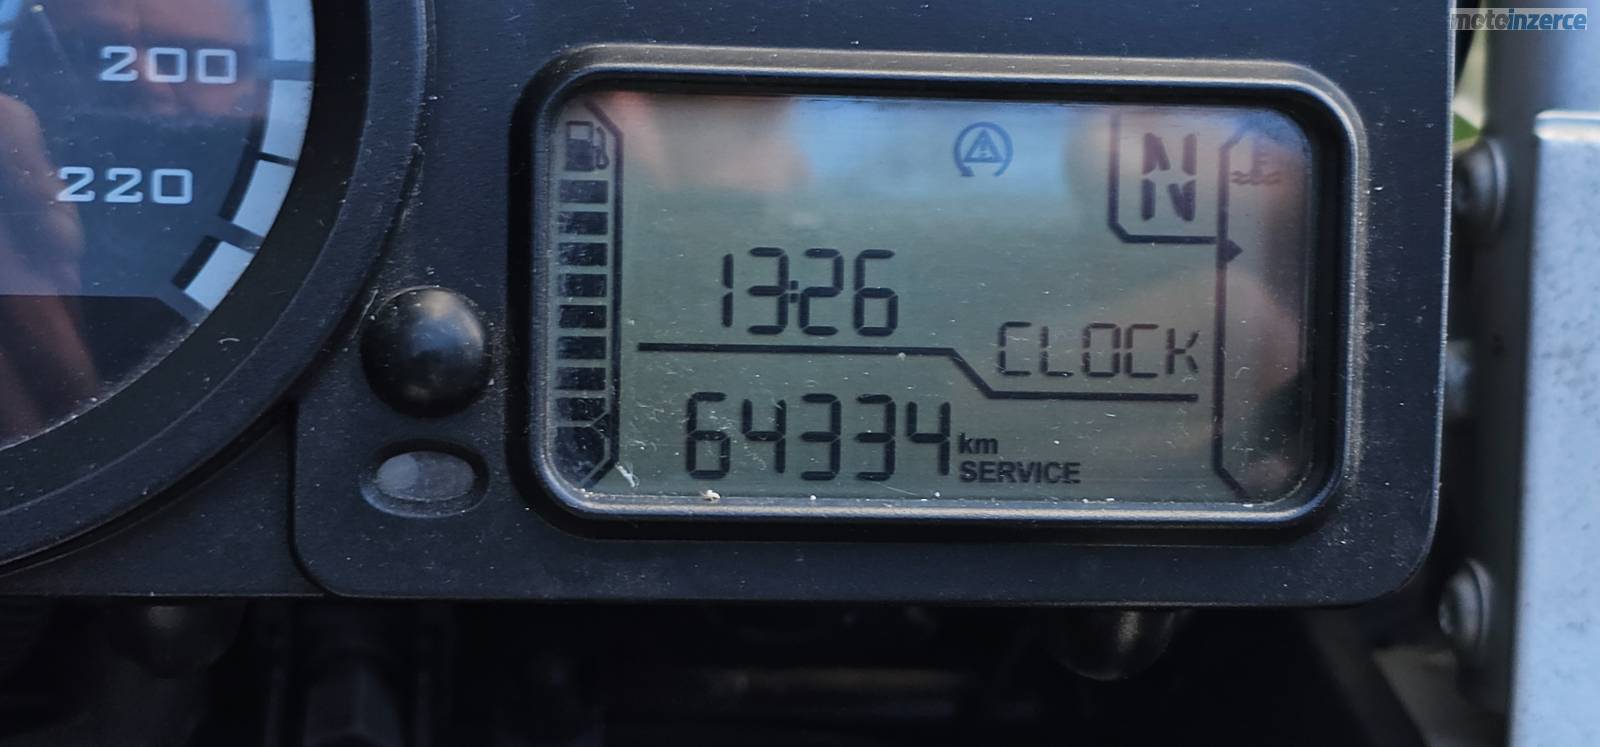 motoinzerce
200
220
N
13:26
CLOCK
64334 km
SERVICE